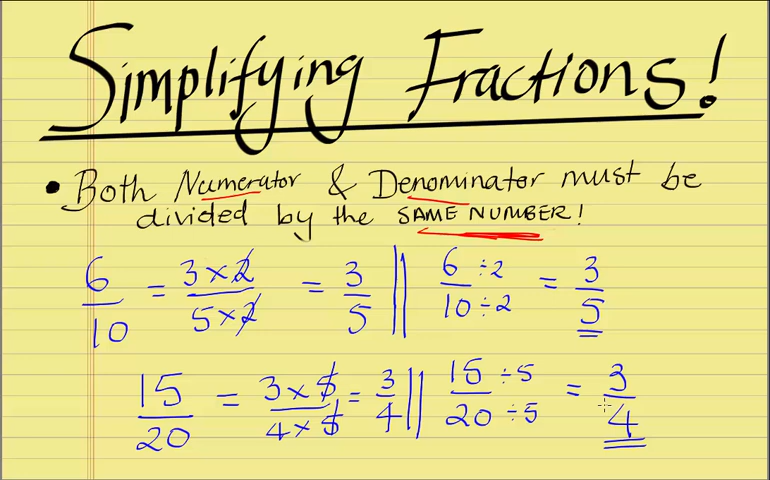 Simplifying Fractions!
• Both Numerator & Denominator must be
divided by the SAME NUMBER!
6/10 = 3×2/5×2 = 3/5 || 6÷2/10÷2 = 3/5
15/20 = 3×5/4×5 = 3/4 || 15÷5/20÷5 = 3/4